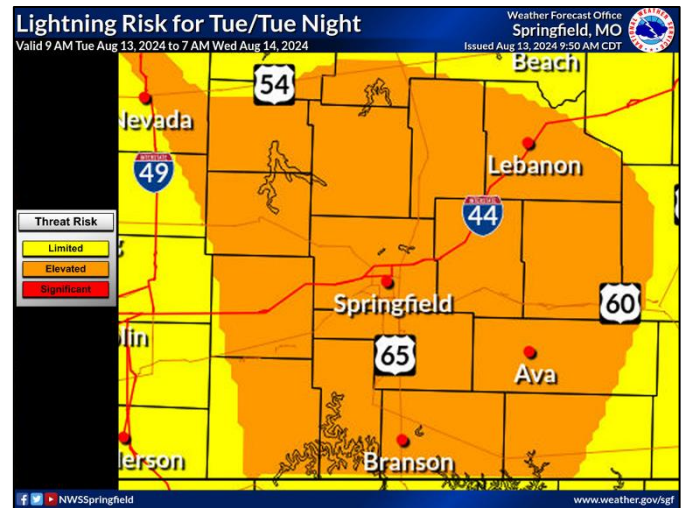 Lightning Risk for Tue/Tue Night
Valid 9 AM Tue Aug 13, 2024 to 7 AM Wed Aug 14, 2024
Weather Forecast Office
Springfield, MO
Issued Aug 13, 2024 9:50 AM CDT
Beach
54
Nevada
Lebanon
INTERSTATE
49
INTERSTATE
44
Threat Risk
Limited
Elevated
Significant
Springfield
60
lin
65
Ava
lerson
Branson
NWSSpringfield
www.weather.gov/sgf